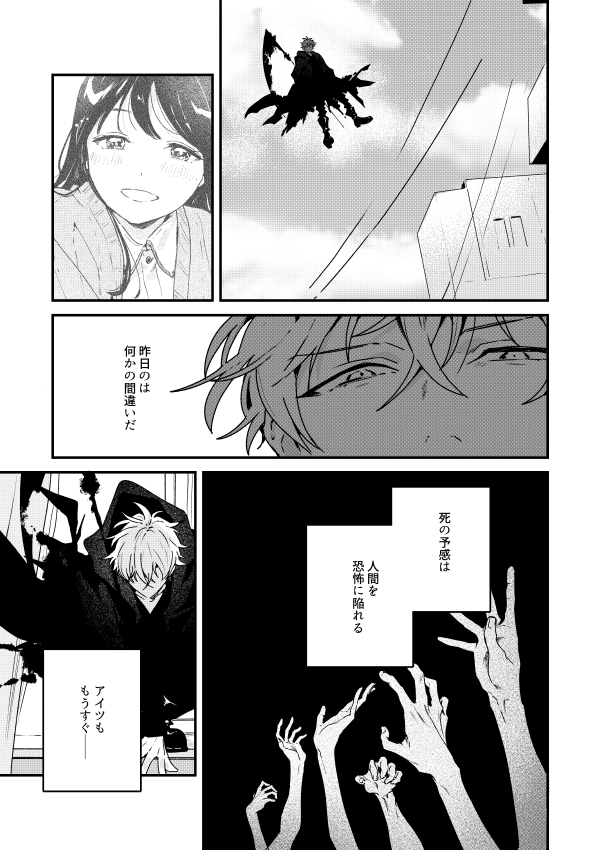 昨日のは
何かの間違いだ
死の予感は
人間を
恐怖に陥れる
アイツも
もうすぐ──